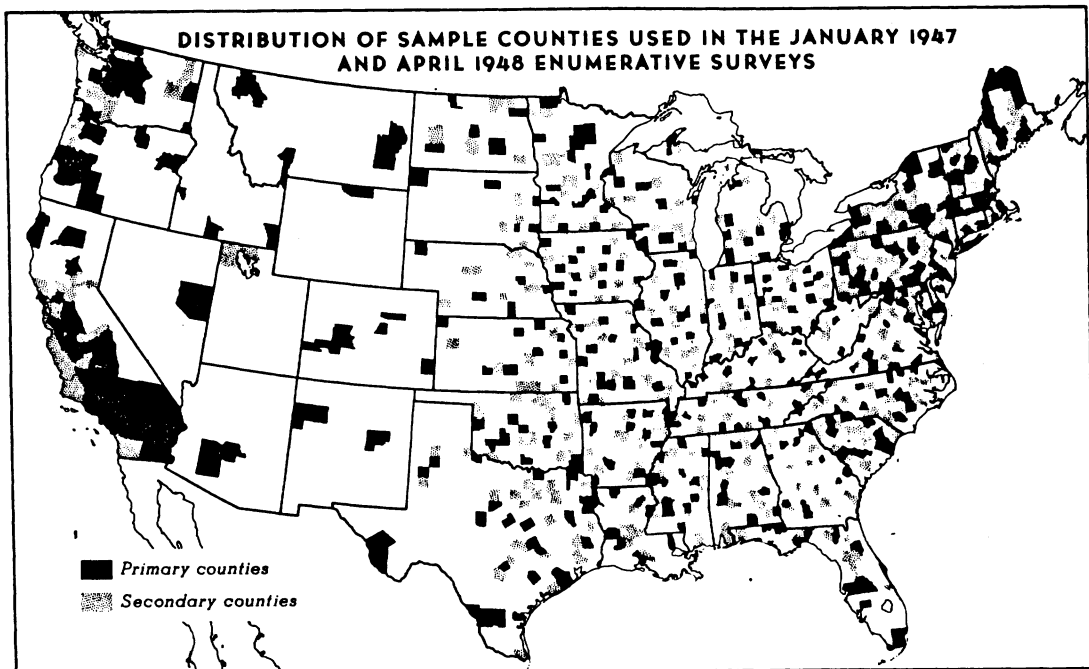 DISTRIBUTION OF SAMPLE COUNTIES USED IN THE JANUARY 1947
AND APRIL 1948 ENUMERATIVE SURVEYS
Primary counties
Secondary counties